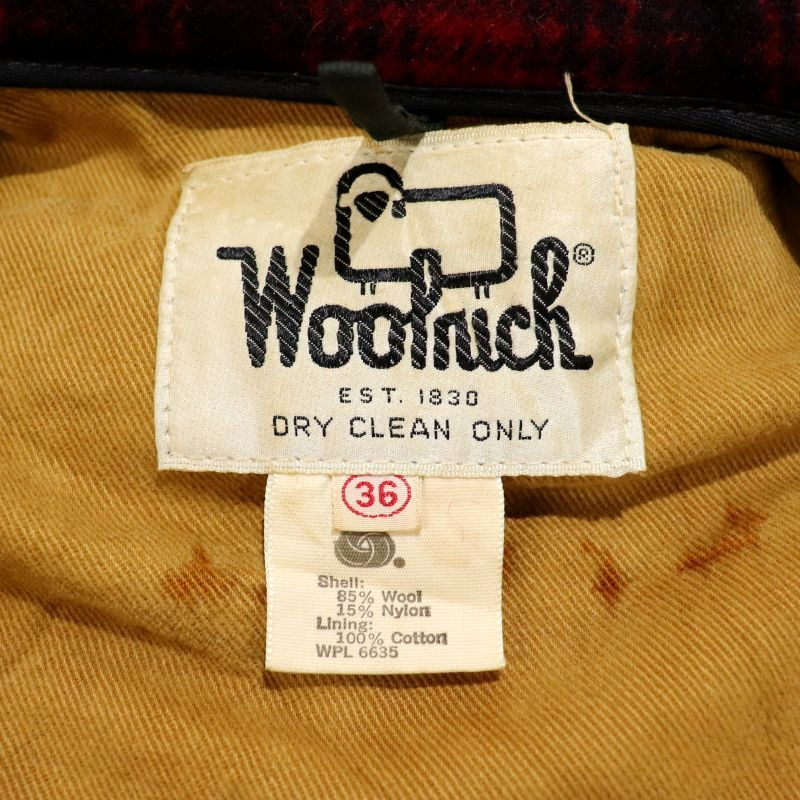 Woolrich®
EST. 1830
DRY CLEAN ONLY
36
Shell:
85% Wool
15% Nylon
Lining:
100% Cotton
WPL 6635